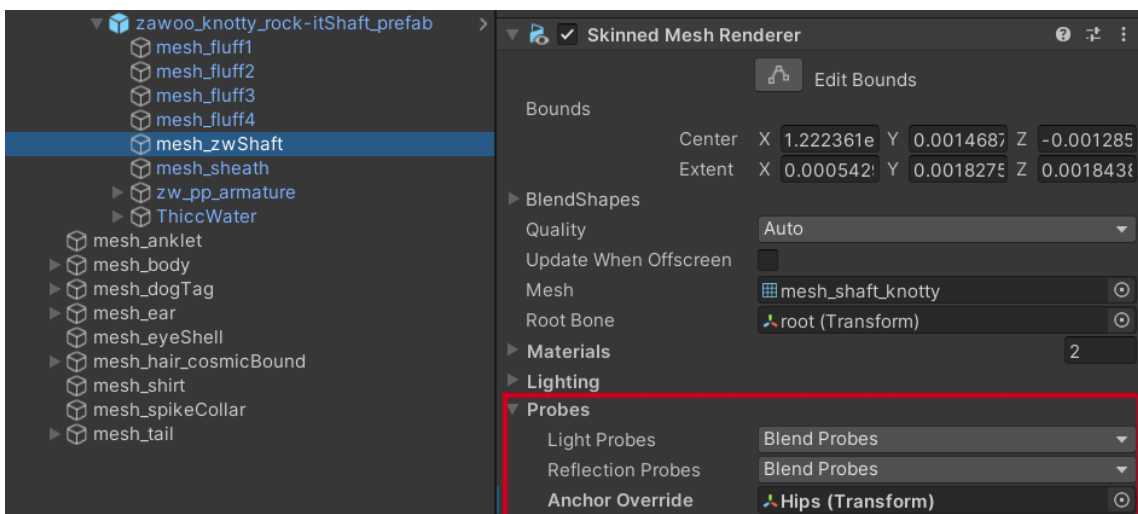 zawoo_knotty_rock-itShaft_prefab
mesh_fluff1
mesh_fluff2
mesh_fluff3
mesh_fluff4
mesh_zwShaft
mesh_sheath
zw_pp_armature
ThiccWater
mesh_anklet
mesh_body
mesh_dogTag
mesh_ear
mesh_eyeShell
mesh_hair_cosmicBound
mesh_shirt
mesh_spikeCollar
mesh_tail
Skinned Mesh Renderer
Edit Bounds
Bounds
Center X 1.222361e Y 0.0014687 Z -0.001285
Extent X 0.0005429 Y 0.0018275 Z 0.0018438
BlendShapes
Quality Auto
Update When Offscreen
Mesh mesh_shaft_knotty
Root Bone root (Transform)
Materials 2
Lighting
Probes
Light Probes Blend Probes
Reflection Probes Blend Probes
Anchor Override Hips (Transform)